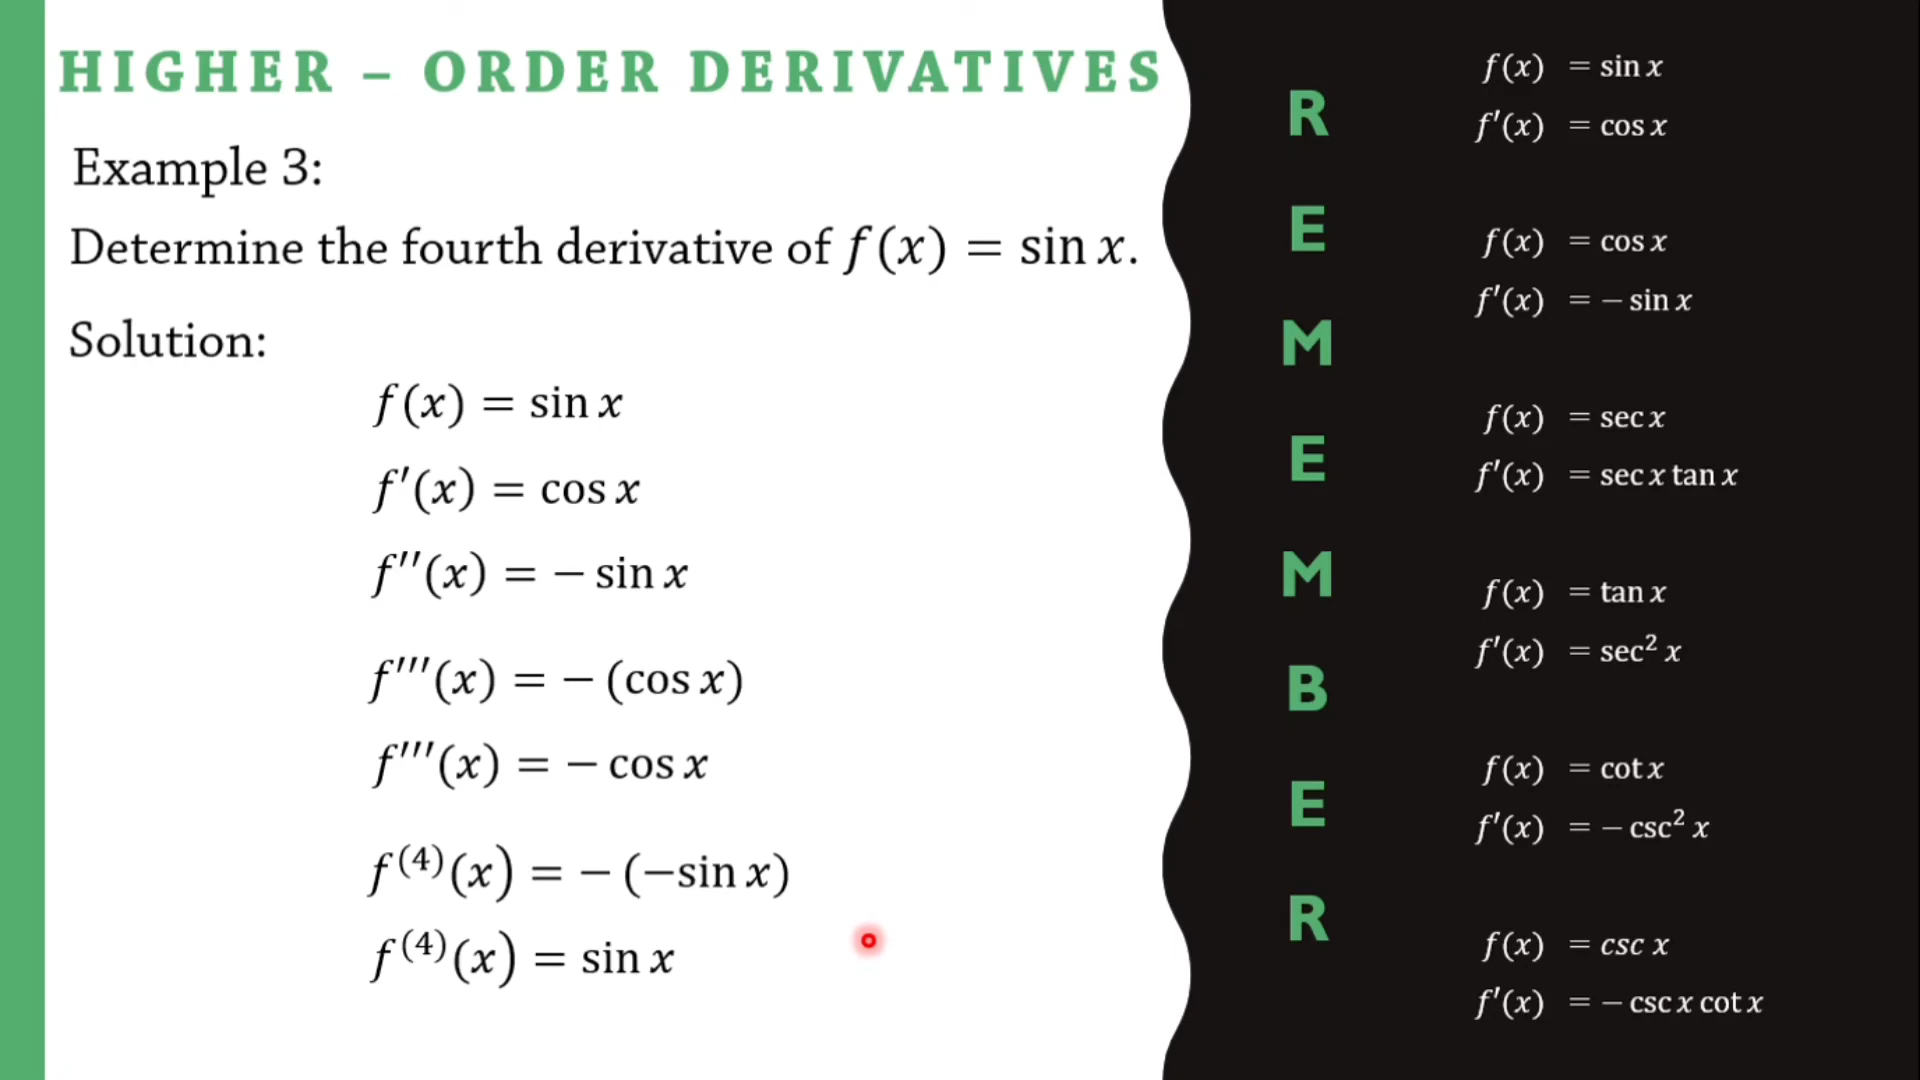 HIGHER – ORDER DERIVATIVES
Example 3:
Determine the fourth derivative of f(x) = sin x.
Solution:
f(x) = sin x
f′(x) = cos x
f′′(x) = − sin x
f′′′(x) = − (cos x)
f′′′(x) = − cos x
f⁽⁴⁾(x) = − (−sin x)
f⁽⁴⁾(x) = sin x
R
E
M
E
M
B
E
R
f(x) = sin x
f′(x) = cos x
f(x) = cos x
f′(x) = − sin x
f(x) = sec x
f′(x) = sec x tan x
f(x) = tan x
f′(x) = sec² x
f(x) = cot x
f′(x) = − csc² x
f(x) = csc x
f′(x) = − csc x cot x